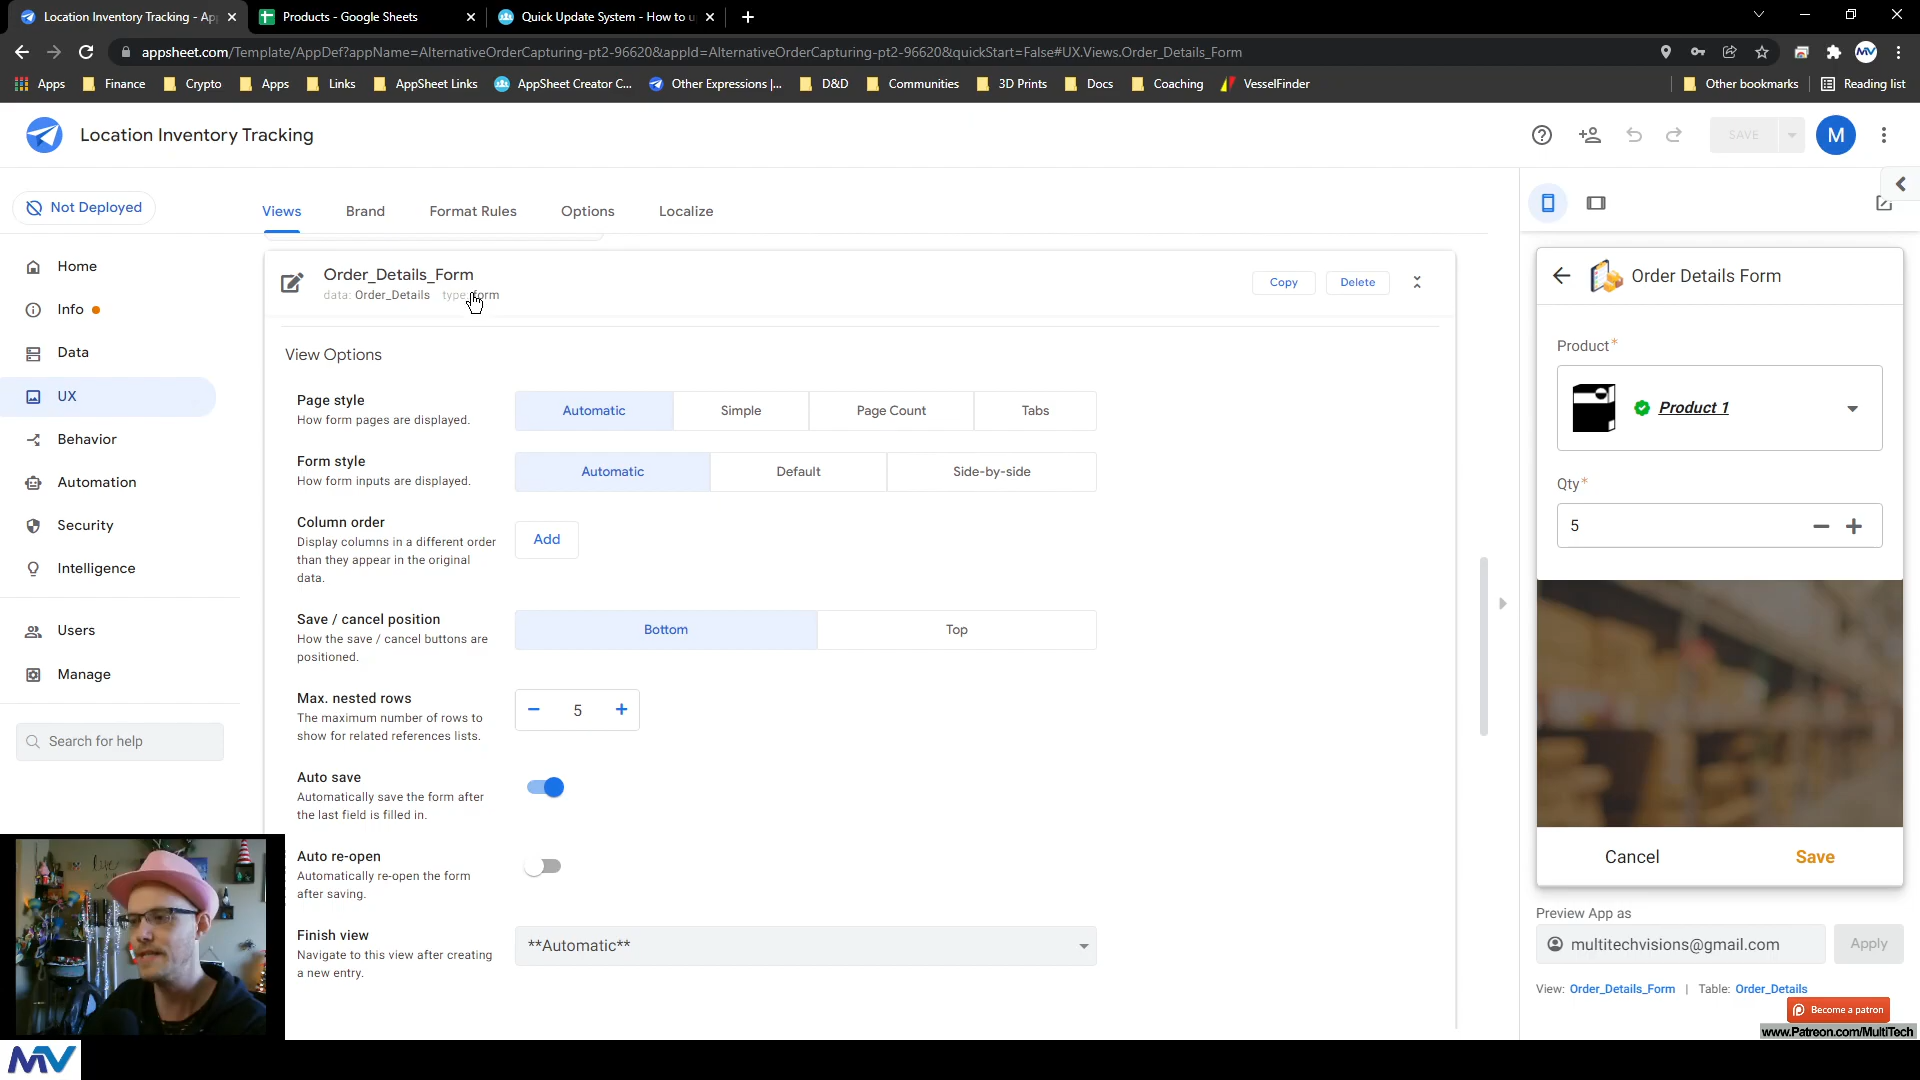 Location Inventory Tracking - Ap
Products - Google Sheets
Quick Update System - How to u
appsheet.com/Template/AppDef?appName=AlternativeOrderCapturing-pt2-96620&appId=AlternativeOrderCapturing-pt2-96620&quickStart=False#UX.Views.Order_Details_Form
MV
Apps
Finance
Crypto
Apps
Links
AppSheet Links
AppSheet Creator C...
Other Expressions |...
D&D
Communities
3D Prints
Docs
Coaching
VesselFinder
Other bookmarks
Reading list
Location Inventory Tracking
SAVE
M
Not Deployed
Views
Brand
Format Rules
Options
Localize
Home
Info
Data
UX
Behavior
Automation
Security
Intelligence
Users
Manage
Search for help
Order_Details_Form
data: Order_Details type: form
Copy
Delete
View Options
Page style
How form pages are displayed.
Automatic
Simple
Page Count
Tabs
Form style
How form inputs are displayed.
Automatic
Default
Side-by-side
Column order
Display columns in a different order
than they appear in the original
data.
Add
Save / cancel position
How the save / cancel buttons are
positioned.
Bottom
Top
Max. nested rows
The maximum number of rows to
show for related references lists.
5
Auto save
Automatically save the form after
the last field is filled in.
Auto re-open
Automatically re-open the form
after saving.
Finish view
Navigate to this view after creating
a new entry.
**Automatic**
Order Details Form
Product*
Product 1
Qty*
5
Cancel
Save
Preview App as
multitechvisions@gmail.com
Apply
View: Order_Details_Form | Table: Order_Details
Become a patron
www.Patreon.com/MultiTech
MV